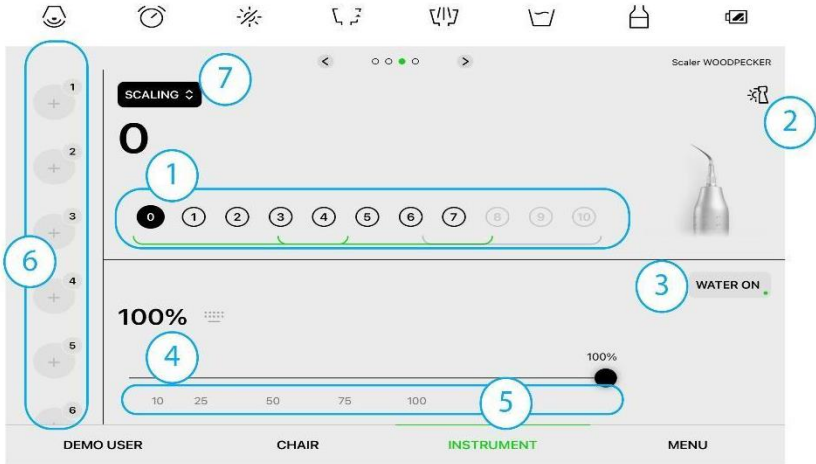 Scaler WOODPECKER
7
1
SCALING
2
0
2
1
3
0 1 2 3 4 5 6 7 8 9 10
6
4
3
WATER ON
100%
5
4
100%
5
10 25 50 75 100
6
DEMO USER CHAIR INSTRUMENT MENU